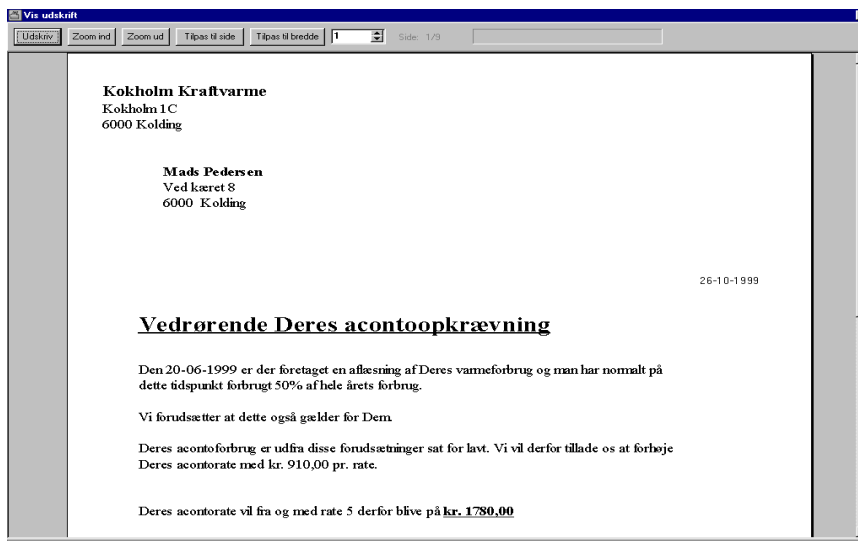 Vis udskrift
Udskriv Zoom ind Zoom ud Tilpas til side Tilpas til bredde 1 Side: 1/9
Kokholm Kraftvarme
Kokholm 1C
6000 Kolding
Mads Pedersen
Ved kæret 8
6000 Kolding
26-10-1999
Vedrørende Deres acontoopkrævning
Den 20-06-1999 er der foretaget en aflæsning af Deres varmeforbrug og man har normalt på
dette tidspunkt forbrugt 50% af hele årets forbrug.
Vi forudsætter at dette også gælder for Dem.
Deres acontoforbrug er udfra disse forudsætninger sat for lavt. Vi vil derfor tillade os at forhøje
Deres acontorate med kr. 910,00 pr. rate.
Deres acontorate vil fra og med rate 5 derfor blive på kr. 1780,00